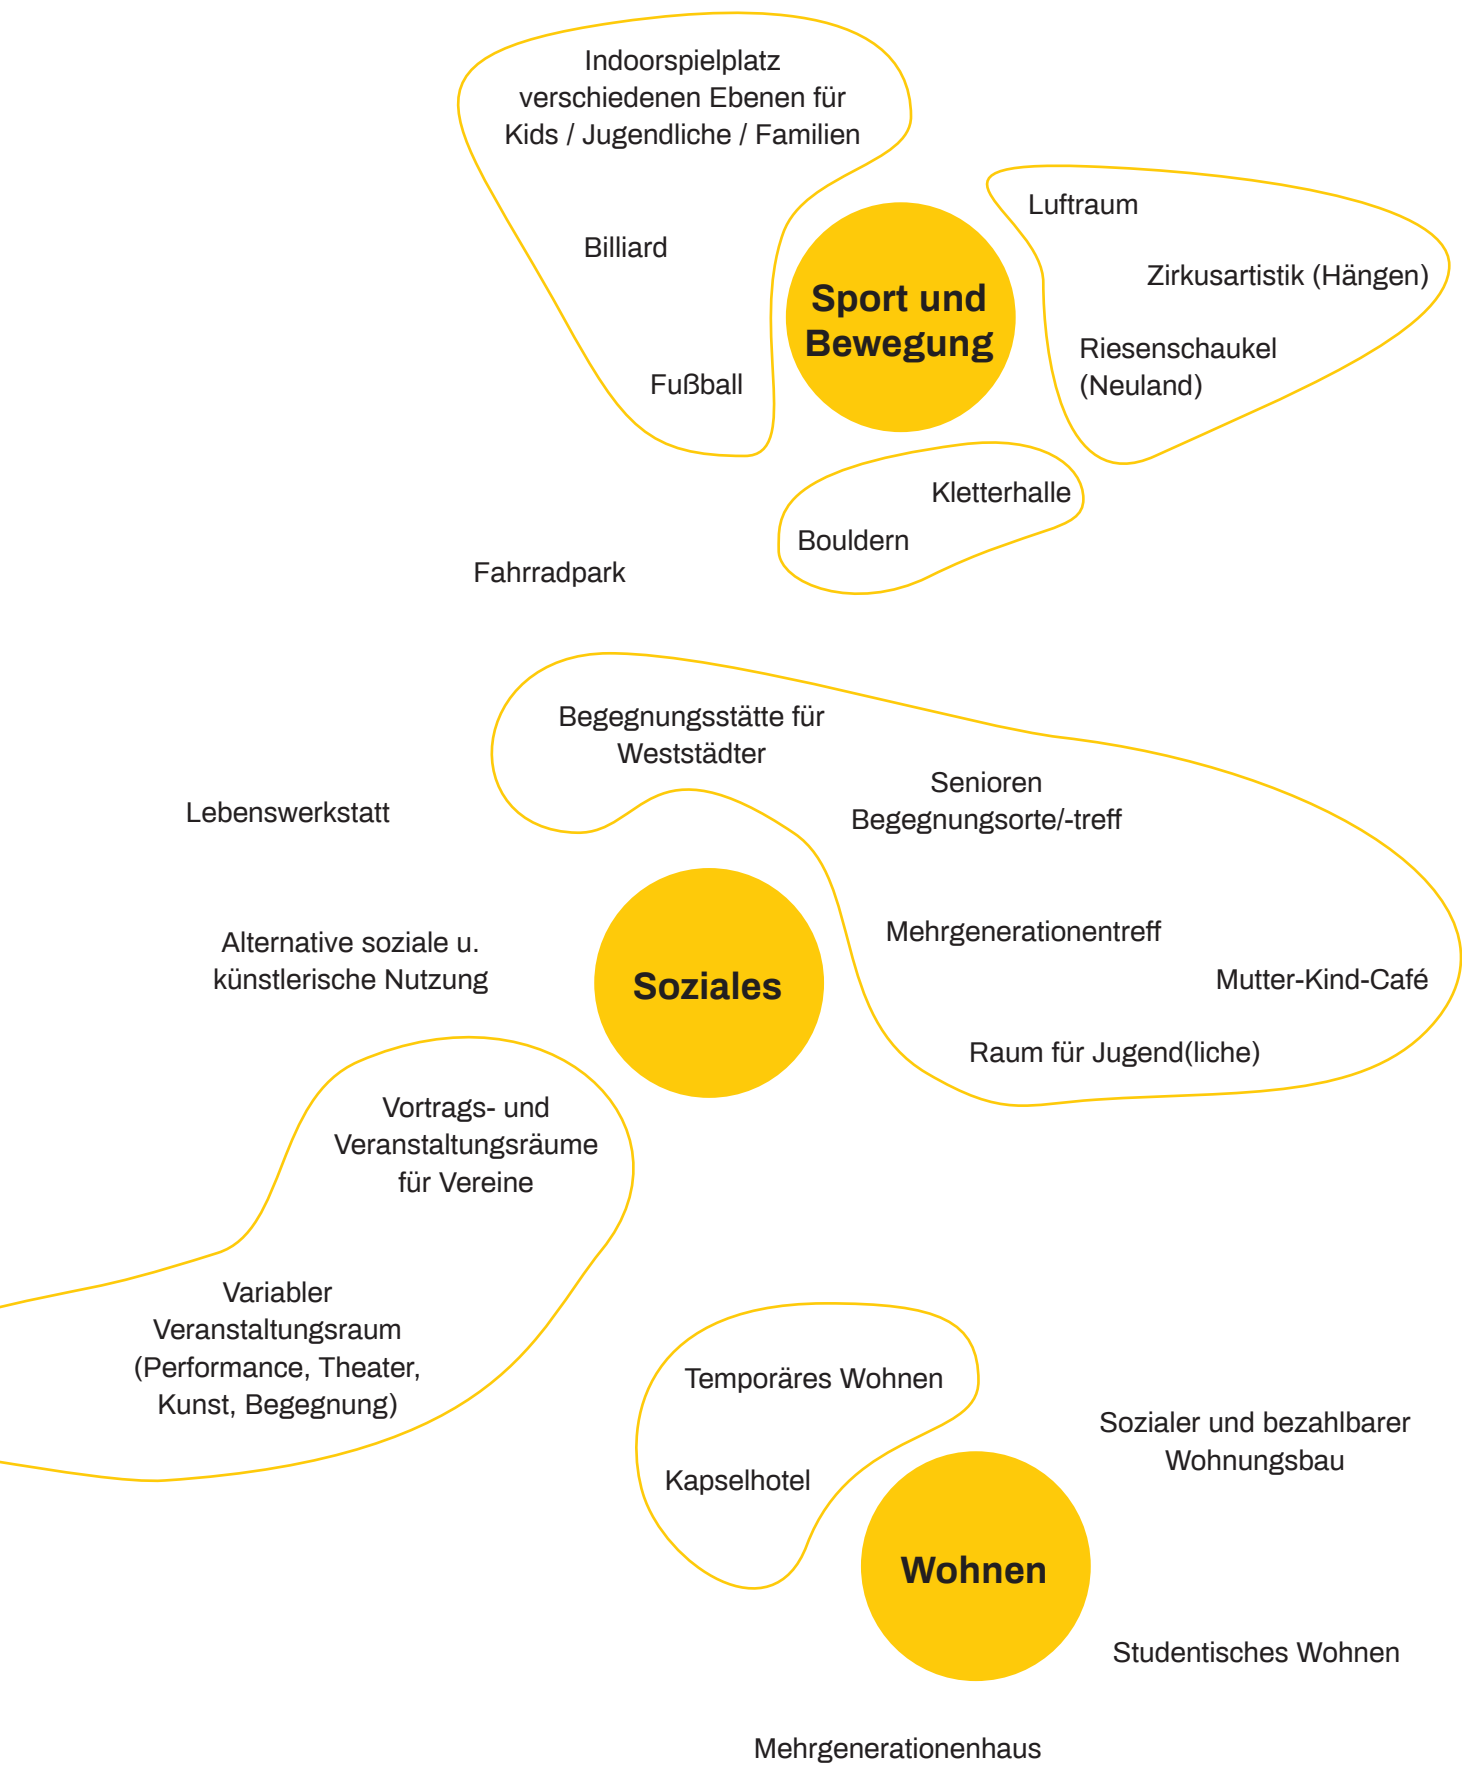 Indoorspielplatz
verschiedenen Ebenen für
Kids / Jugendliche / Familien
Luftraum
Billiard
Zirkusartistik (Hängen)
Sport und
Bewegung
Riesenschaukel
(Neuland)
Fußball
Kletterhalle
Bouldern
Fahrradpark
Begegnungsstätte für
Weststädter
Senioren
Begegnungsorte/-treff
Lebenswerkstatt
Mehrgenerationentreff
Alternative soziale u.
künstlerische Nutzung
Soziales
Mutter-Kind-Café
Raum für Jugend(liche)
Vortrags- und
Veranstaltungsräume
für Vereine
Variabler
Veranstaltungsraum
(Performance, Theater,
Kunst, Begegnung)
Temporäres Wohnen
Sozialer und bezahlbarer
Wohnungsbau
Kapselhotel
Wohnen
Studentisches Wohnen
Mehrgenerationenhaus